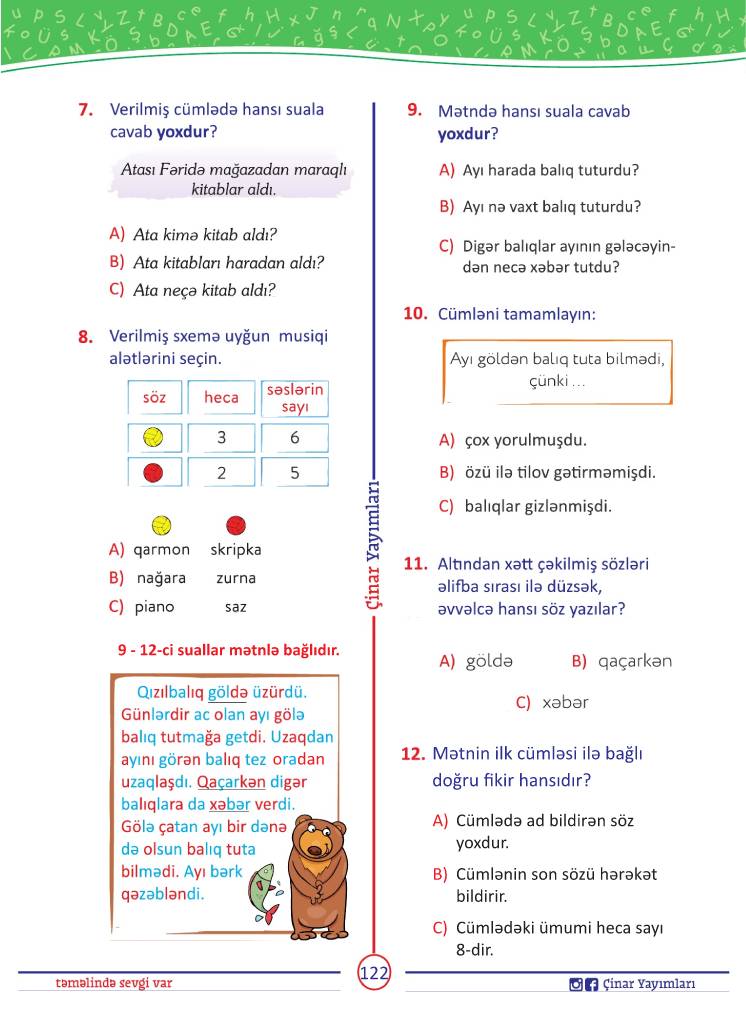 7. Verilmiş cümlədə hansı suala
cavab yoxdur?
Atası Fəridə mağazadan maraqlı
kitablar aldı.
A) Ata kimə kitab aldı?
B) Ata kitabları haradan aldı?
C) Ata neçə kitab aldı?
8. Verilmiş sxemə uyğun musiqi
alətlərini seçin.
söz heca səslərin
sayı
3 6
2 5
A) qarmon skripka
B) nağara zurna
C) piano saz
9 - 12-ci suallar mətnlə bağlıdır.
Qızılbalıq göldə üzürdü.
Günlərdir ac olan ayı gölə
balıq tutmağa getdi. Uzaqdan
ayını görən balıq tez oradan
uzaqlaşdı. Qaçarkən digər
balıqlara da xəbər verdi.
Gölə çatan ayı bir dənə
də olsun balıq tuta
bilmədi. Ayı bərk
qəzəbləndi.
Çinar Yayımları
9. Mətndə hansı suala cavab
yoxdur?
A) Ayı harada balıq tuturdu?
B) Ayı nə vaxt balıq tuturdu?
C) Digər balıqlar ayının gələcəyin-
dən necə xəbər tutdu?
10. Cümləni tamamlayın:
Ayı göldən balıq tuta bilmədi,
çünki ...
A) çox yorulmuşdu.
B) özü ilə tilov gətirməmişdi.
C) balıqlar gizlənmişdi.
11. Altından xətt çəkilmiş sözləri
əlifba sırası ilə düzsək,
əvvəlcə hansı söz yazılar?
A) göldə B) qaçarkən
C) xəbər
12. Mətnin ilk cümləsi ilə bağlı
doğru fikir hansıdır?
A) Cümlədə ad bildirən söz
yoxdur.
B) Cümlənin son sözü hərəkət
bildirir.
C) Cümlədəki ümumi heca sayı
8-dir.
təməlində sevgi var
122
Çinar Yayımları